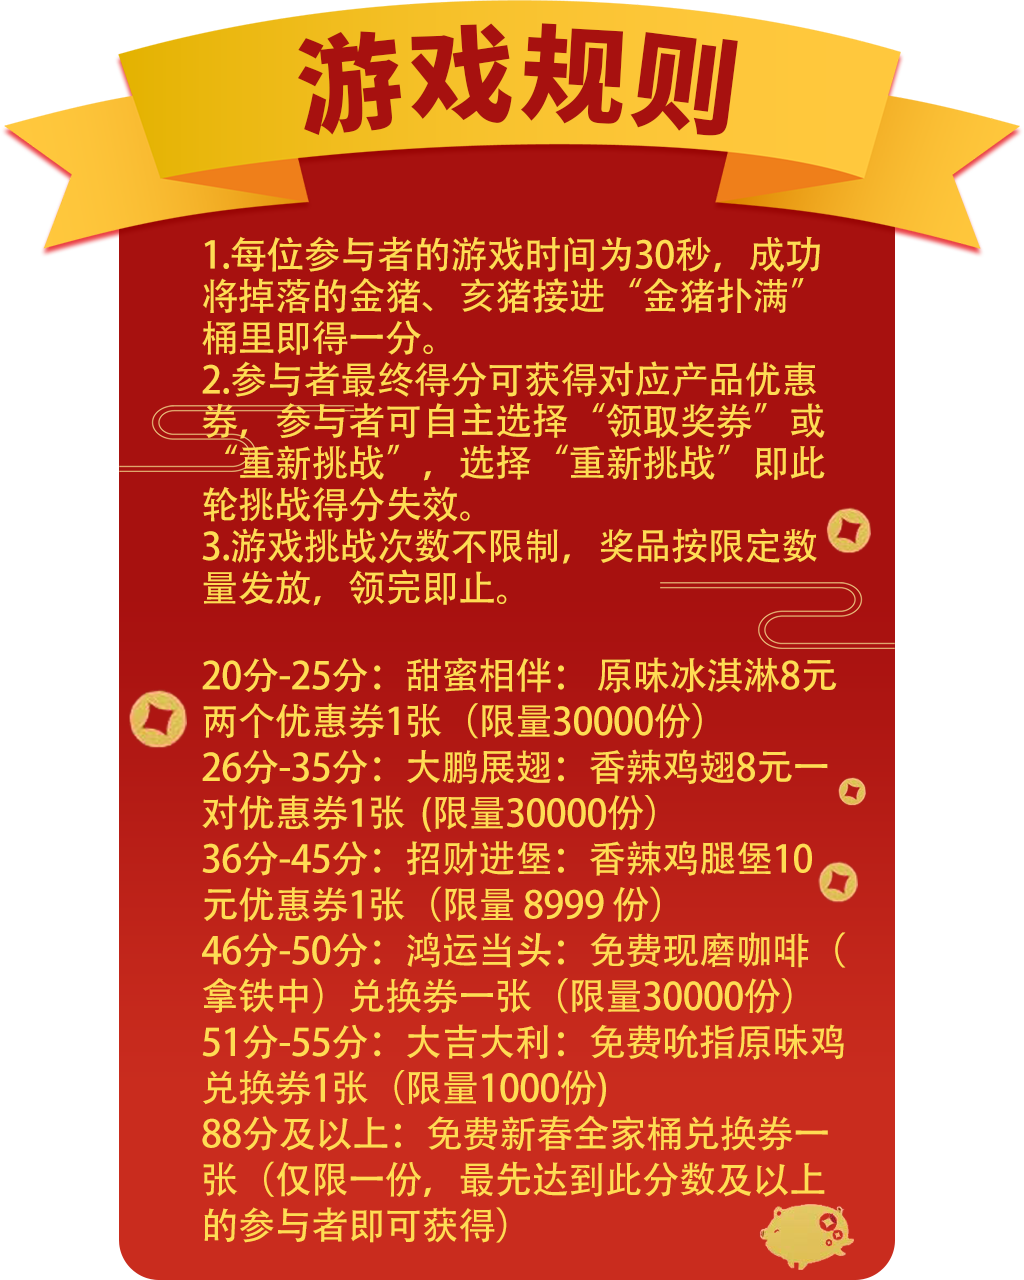 游戏规则
1.每位参与者的游戏时间为30秒，成功
将掉落的金猪、亥猪接进“金猪扑满”
桶里即得一分。
2.参与者最终得分可获得对应产品优惠
券，参与者可自主选择“领取奖券”或
“重新挑战”，选择“重新挑战”即此
轮挑战得分失效。
3.游戏挑战次数不限制，奖品按限定数
量发放，领完即止。
20分-25分：甜蜜相伴： 原味冰淇淋8元
两个优惠券1张（限量30000份）
26分-35分：大鹏展翅：香辣鸡翅8元一
对优惠券1张 (限量30000份）
36分-45分：招财进堡：香辣鸡腿堡10
元优惠券1张（限量 8999 份）
46分-50分：鸿运当头：免费现磨咖啡（
拿铁中）兑换券一张（限量30000份）
51分-55分：大吉大利：免费吮指原味鸡
兑换券1张（限量1000份)
88分及以上：免费新春全家桶兑换券一
张（仅限一份，最先达到此分数及以上
的参与者即可获得）